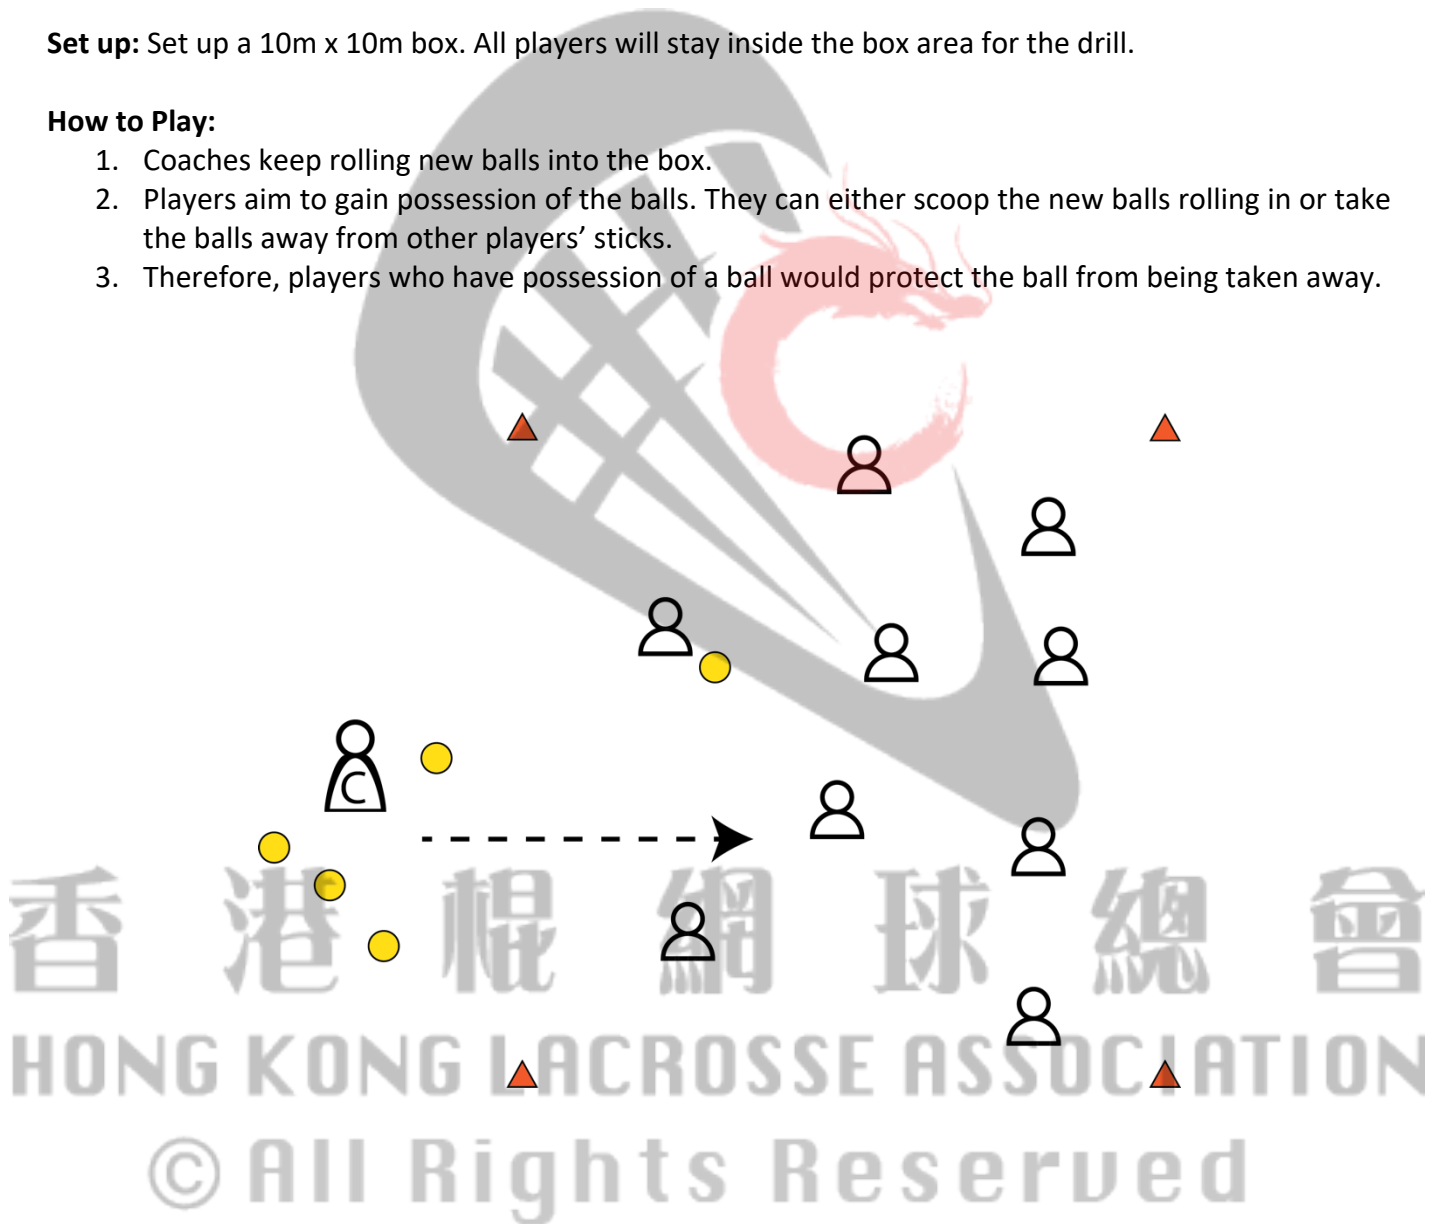 Set up: Set up a 10m x 10m box. All players will stay inside the box area for the drill.
How to Play:
1. Coaches keep rolling new balls into the box.
2. Players aim to gain possession of the balls. They can either scoop the new balls rolling in or take
the balls away from other players’ sticks.
3. Therefore, players who have possession of a ball would protect the ball from being taken away.
C
香港棍網球總會
HONG KONG LACROSSE ASSOCIATION
© All Rights Reserved